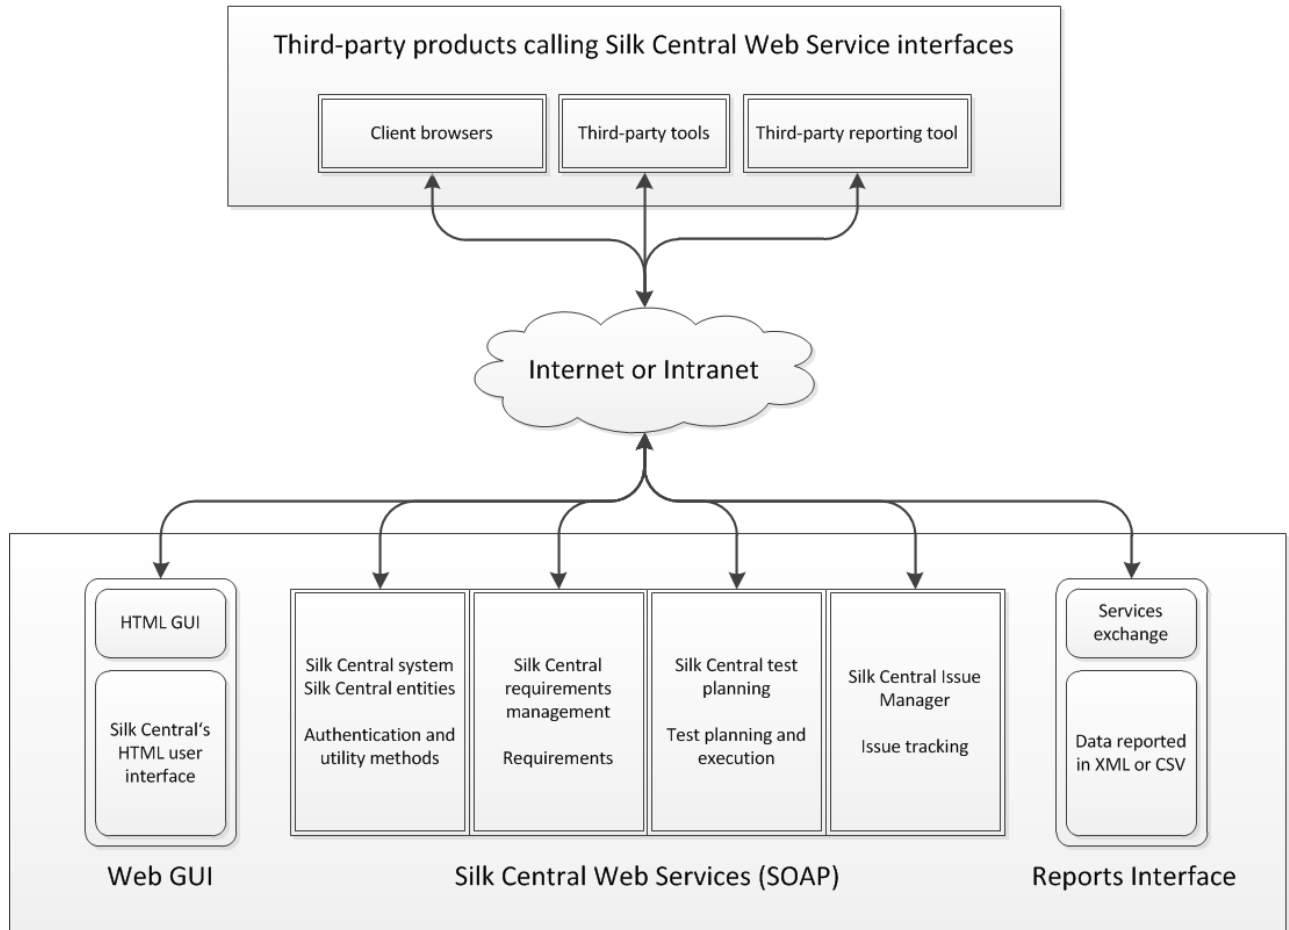 Third-party products calling Silk Central Web Service interfaces
Client browsers
Third-party tools
Third-party reporting tool
Internet or Intranet
HTML GUI
Silk Central‘s
HTML user
interface
Web GUI
Silk Central system
Silk Central entities
Authentication and
utility methods
Silk Central
requirements
management
Requirements
Silk Central test
planning
Test planning and
execution
Silk Central Issue
Manager
Issue tracking
Silk Central Web Services (SOAP)
Services
exchange
Data reported
in XML or CSV
Reports Interface